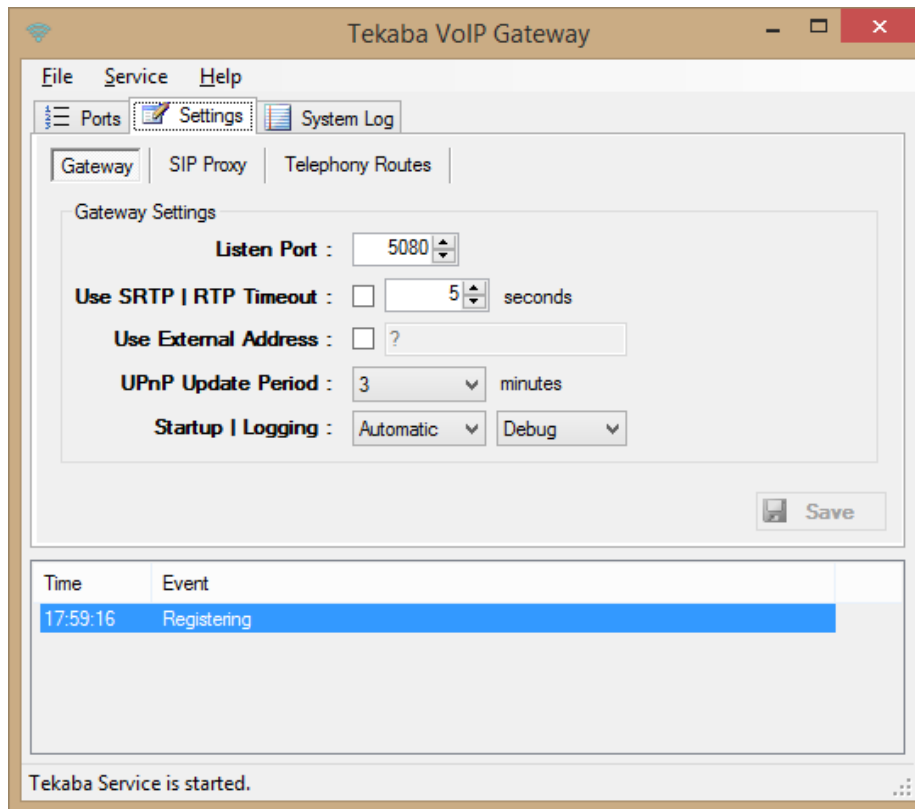 Tekaba VoIP Gateway
File Service Help
Ports Settings System Log
Gateway SIP Proxy Telephony Routes
Gateway Settings
Listen Port : 5080
Use SRTP | RTP Timeout : 5 seconds
Use External Address : ?
UPnP Update Period : 3 minutes
Startup | Logging : Automatic Debug
Save
Time Event
17:59:16 Registering
Tekaba Service is started.